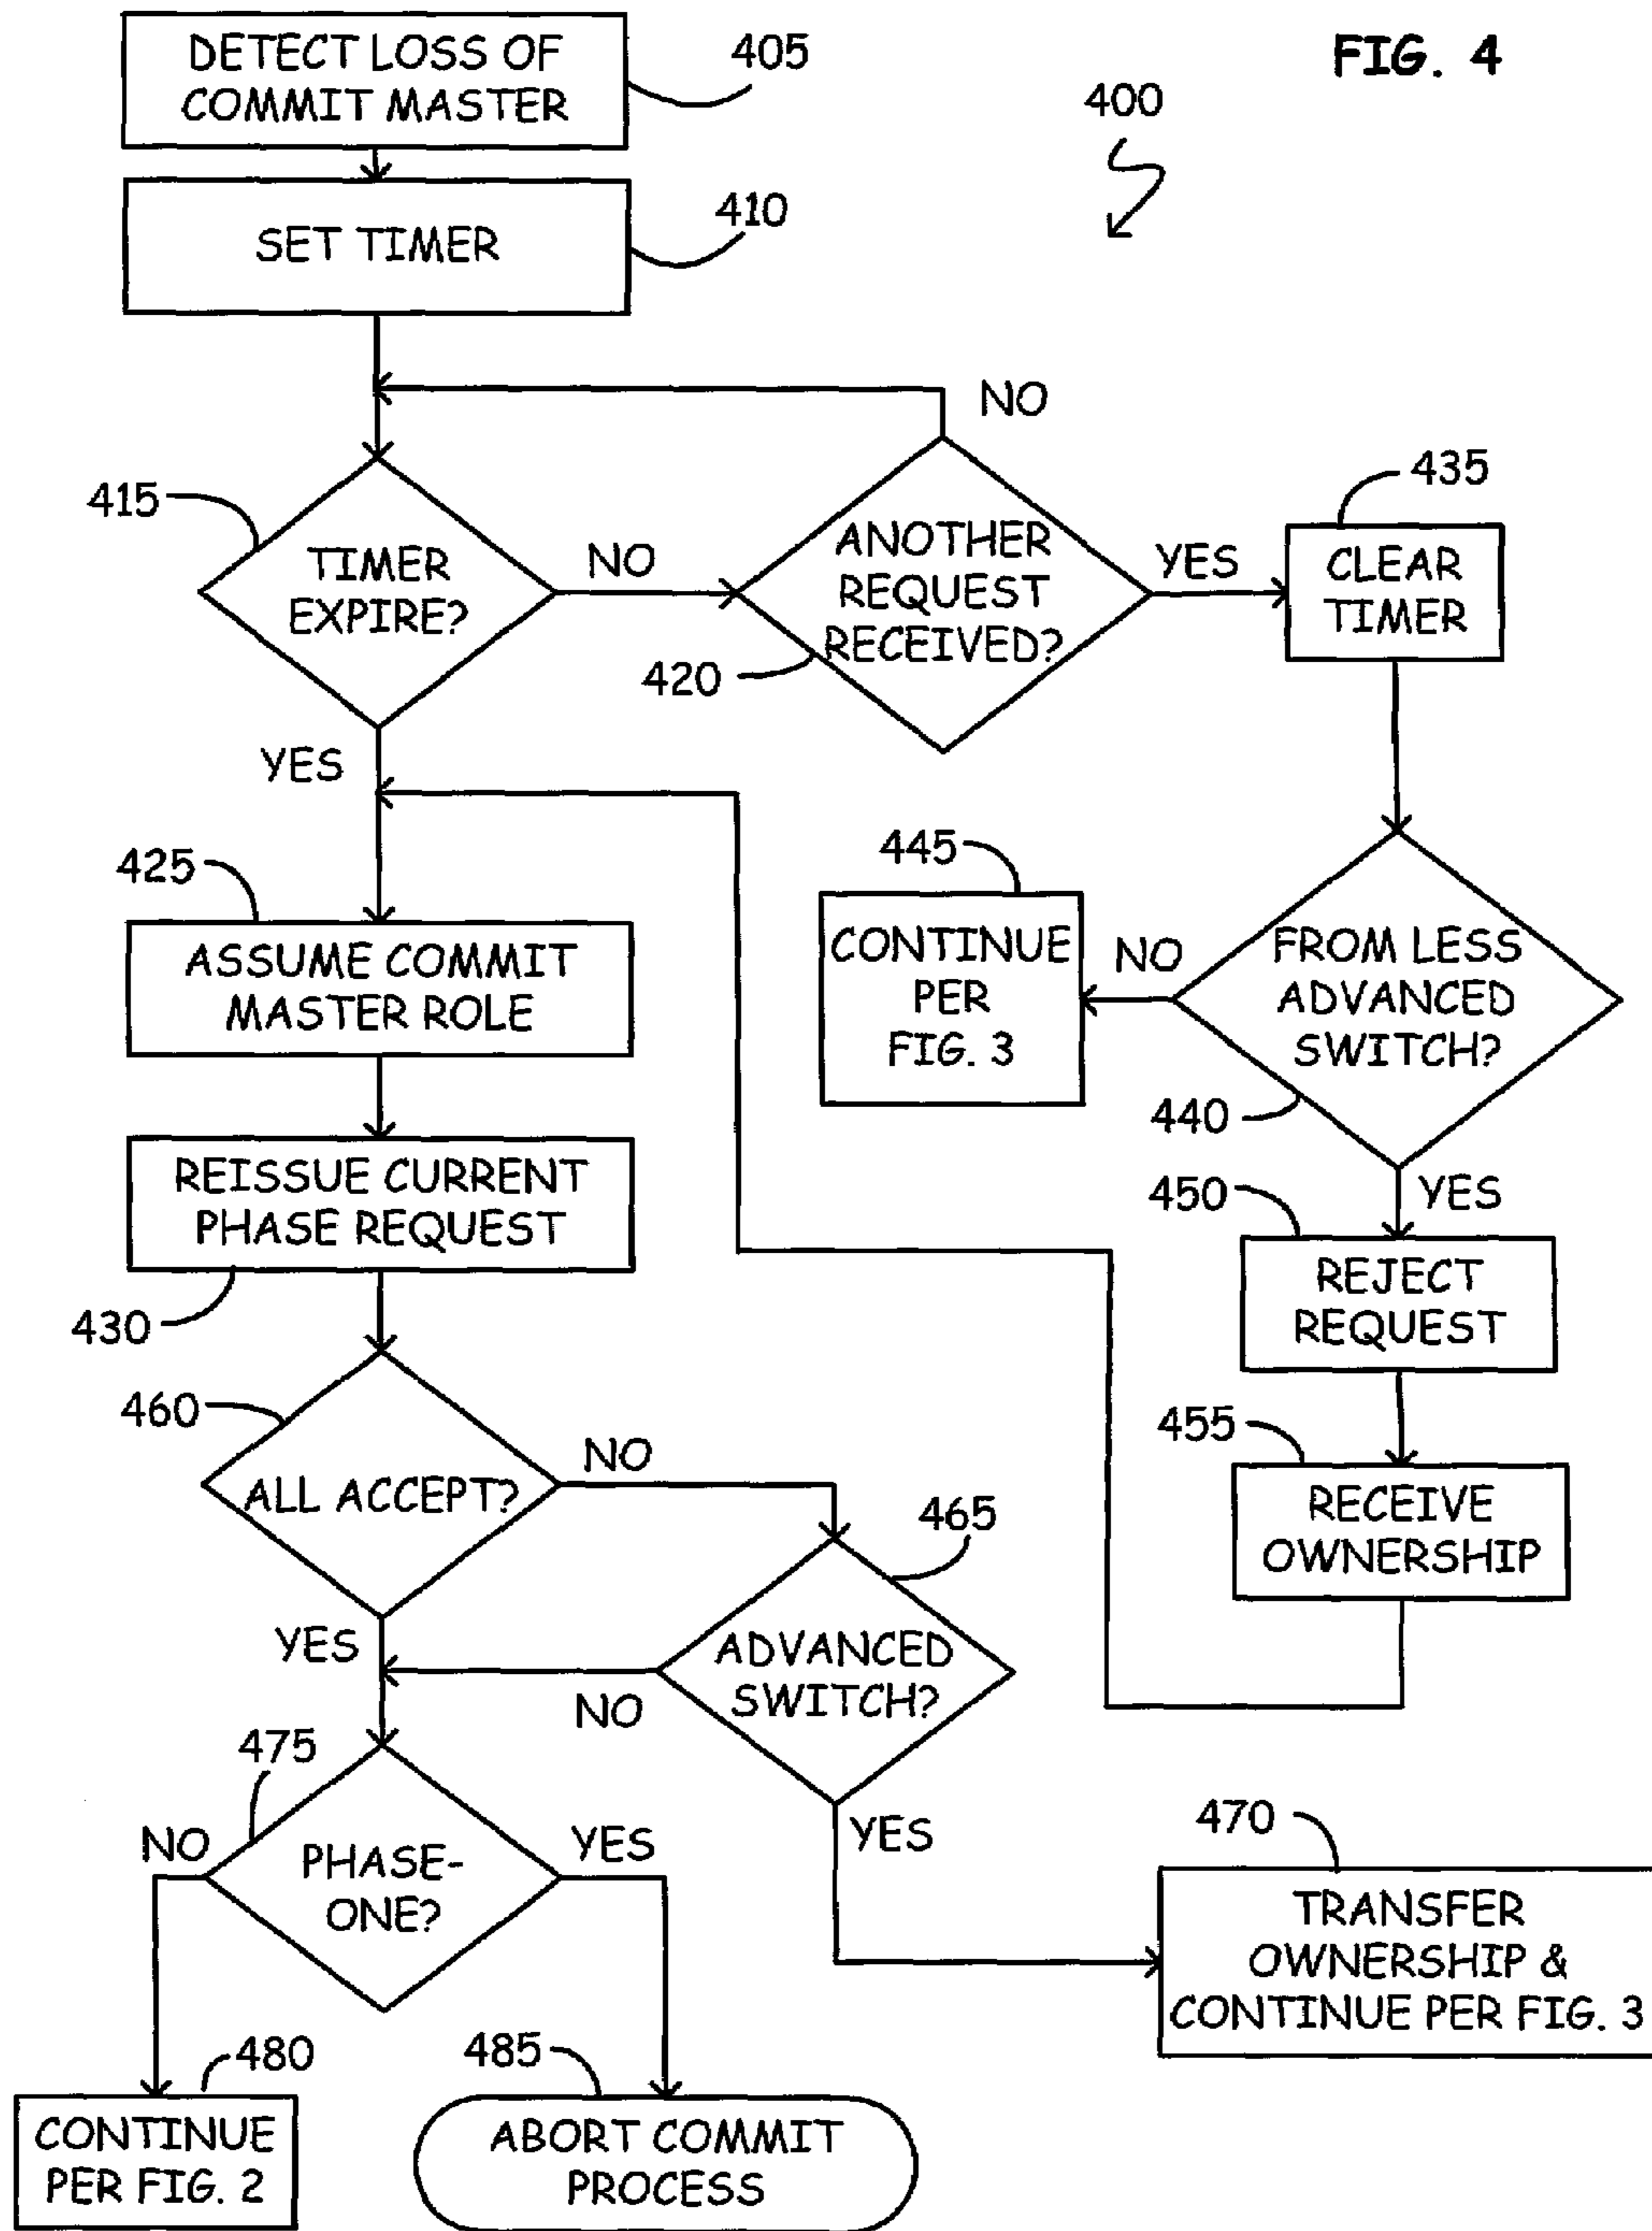 FIG. 4
400
DETECT LOSS OF
COMMIT MASTER
405
SET TIMER
410
NO
415
TIMER
EXPIRE?
NO
ANOTHER
REQUEST
RECEIVED?
420
YES
435
CLEAR
TIMER
YES
425
ASSUME COMMIT
MASTER ROLE
445
CONTINUE
PER
FIG. 3
NO
FROM LESS
ADVANCED
SWITCH?
440
YES
REISSUE CURRENT
PHASE REQUEST
430
450
REJECT
REQUEST
455
RECEIVE
OWNERSHIP
460
ALL ACCEPT?
NO
465
ADVANCED
SWITCH?
YES
NO
475
PHASE-
ONE?
NO
YES
YES
470
TRANSFER
OWNERSHIP &
CONTINUE PER FIG. 3
480
CONTINUE
PER FIG. 2
485
ABORT COMMIT
PROCESS